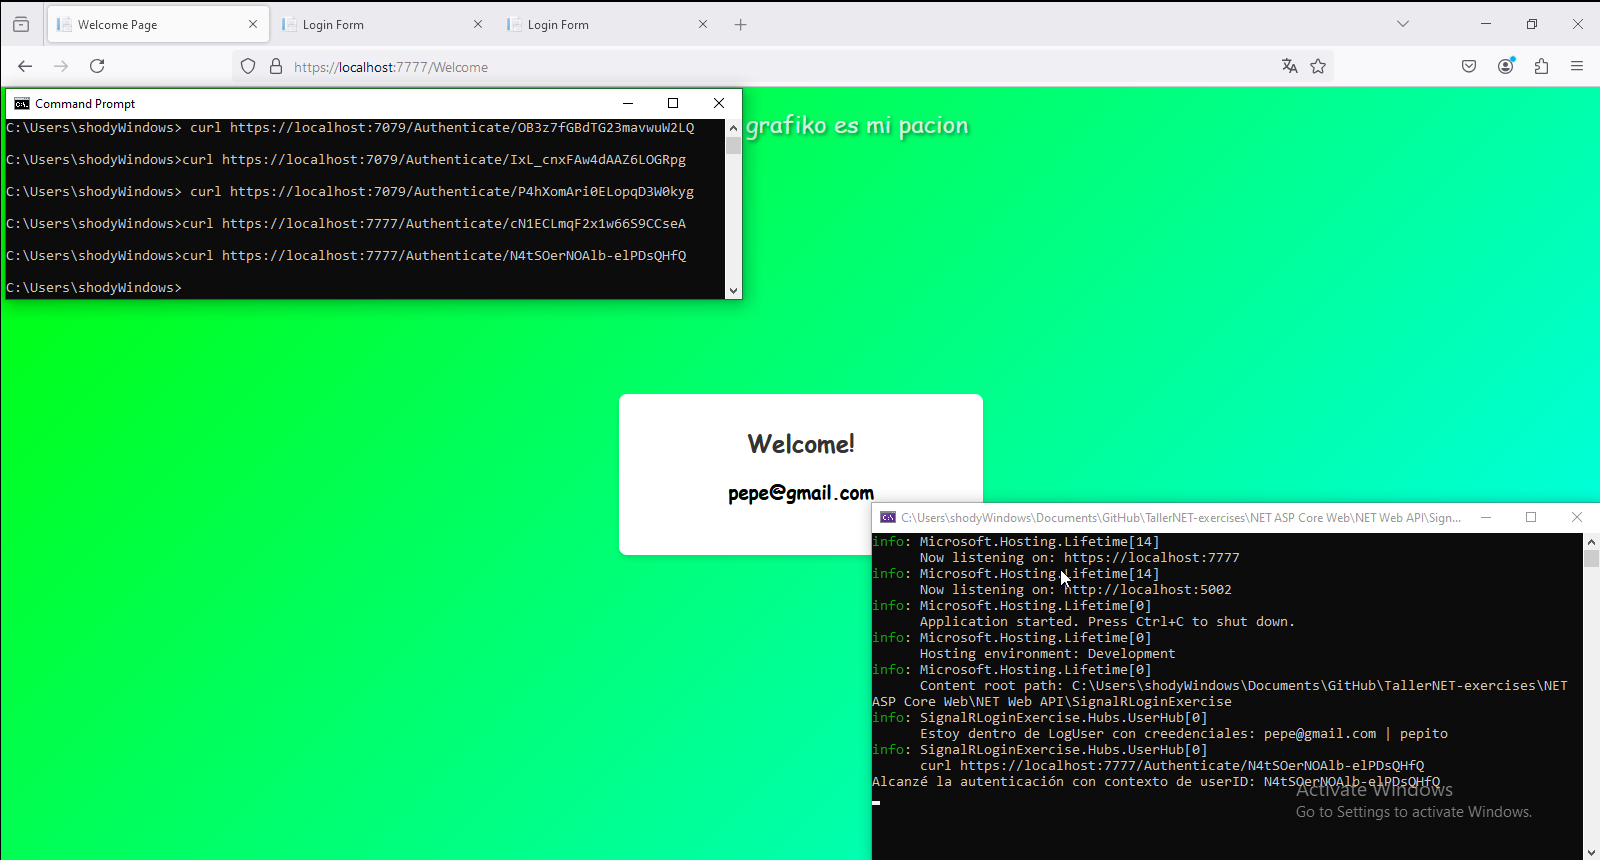 Welcome Page
Login Form
Login Form
https://localhost:7777/Welcome
Command Prompt
grafiko es mi pacion
C:\Users\shodyWindows> curl https://localhost:7079/Authenticate/OB3z7fGBdTG23mavwuW2LQ
C:\Users\shodyWindows>curl https://localhost:7079/Authenticate/IxL_cnxFAw4dAAZ6LOGRpg
C:\Users\shodyWindows> curl https://localhost:7079/Authenticate/P4hXomAri0ELopqD3W0kyg
C:\Users\shodyWindows>curl https://localhost:7777/Authenticate/cN1ECLmqF2x1w66S9CCseA
C:\Users\shodyWindows>curl https://localhost:7777/Authenticate/N4tSOerNOAlb-elPDsQHfQ
C:\Users\shodyWindows>
Welcome!
pepe@gmail.com
C:\Users\shodyWindows\Documents\GitHub\TallerNET-exercises\NET ASP Core Web\NET Web API\Sign...
info: Microsoft.Hosting.Lifetime[14]
Now listening on: https://localhost:7777
info: Microsoft.Hosting.Lifetime[14]
Now listening on: http://localhost:5002
info: Microsoft.Hosting.Lifetime[0]
Application started. Press Ctrl+C to shut down.
info: Microsoft.Hosting.Lifetime[0]
Hosting environment: Development
info: Microsoft.Hosting.Lifetime[0]
Content root path: C:\Users\shodyWindows\Documents\GitHub\TallerNET-exercises\NET
ASP Core Web\NET Web API\SignalRLoginExercise
info: SignalRLoginExercise.Hubs.UserHub[0]
Estoy dentro de LogUser con creedenciales: pepe@gmail.com | pepito
info: SignalRLoginExercise.Hubs.UserHub[0]
curl https://localhost:7777/Authenticate/N4tSOerNOAlb-elPDsQHfQ
Alcanzé la autenticación con contexto de userID: N4tSOerNOAlb-elPDsQHfQ
Activate Windows
Go to Settings to activate Windows.